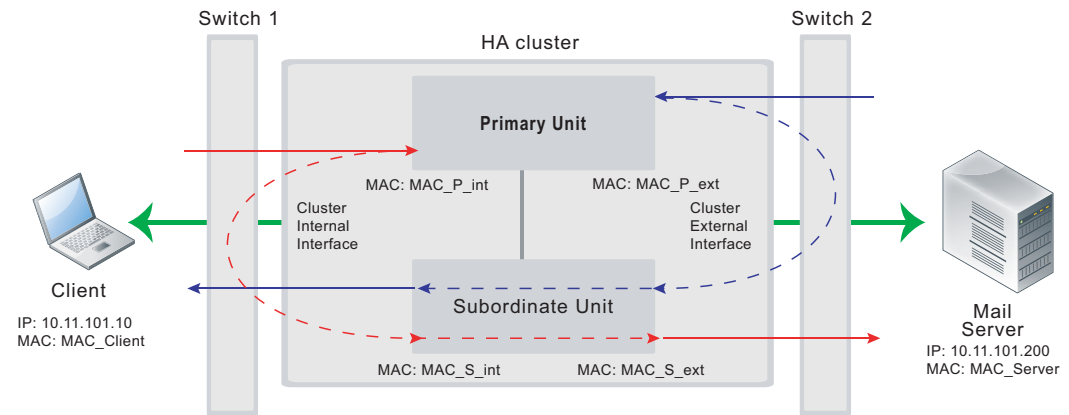 Switch 1
Switch 2
HA cluster
Primary Unit
MAC: MAC_P_int
MAC: MAC_P_ext
Cluster
Internal
Interface
Cluster
External
Interface
Client
IP: 10.11.101.10
MAC: MAC_Client
Subordinate Unit
MAC: MAC_S_int
MAC: MAC_S_ext
Mail
Server
IP: 10.11.101.200
MAC: MAC_Server